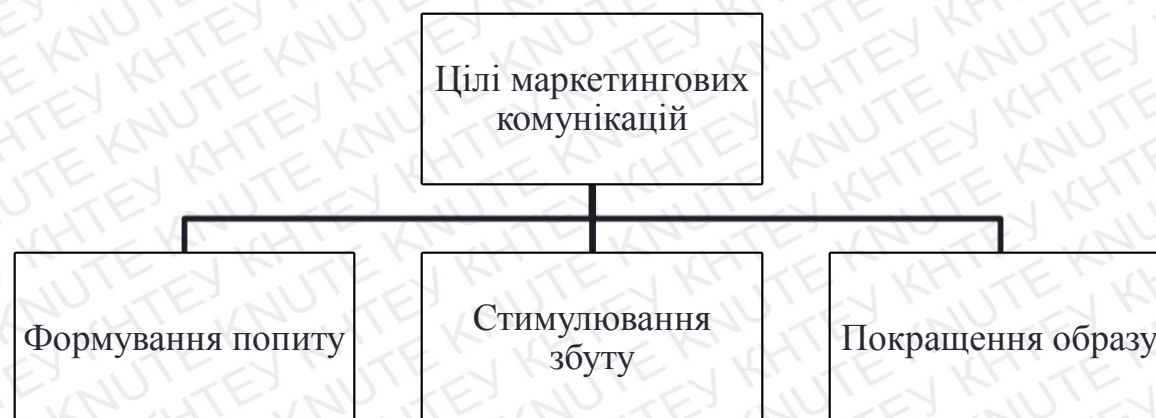 Цілі маркетингових
комунікацій
Формування попиту
Стимулювання
збуту
Покращення образу